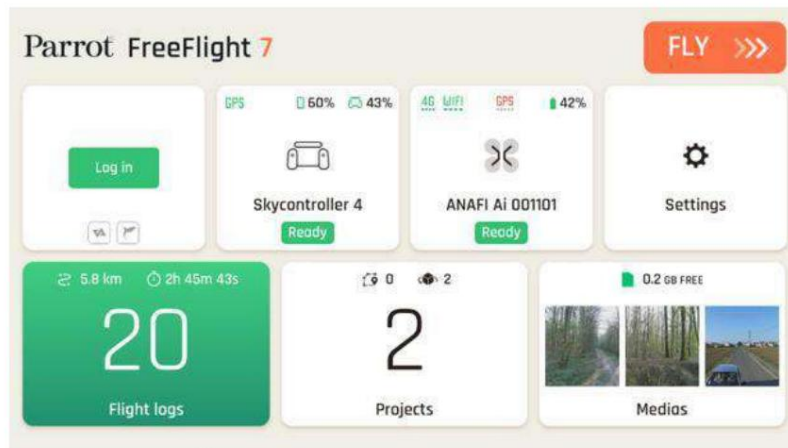 Parrot FreeFlight 7
FLY >>>
Log in
GPS 60% 43%
Skycontroller 4
Ready
4G WIFI GPS 42%
ANAFI Ai 001101
Ready
Settings
5.8 km 2h 45m 43s
20
Flight logs
0 2
2
Projects
0.2 GB FREE
Medias